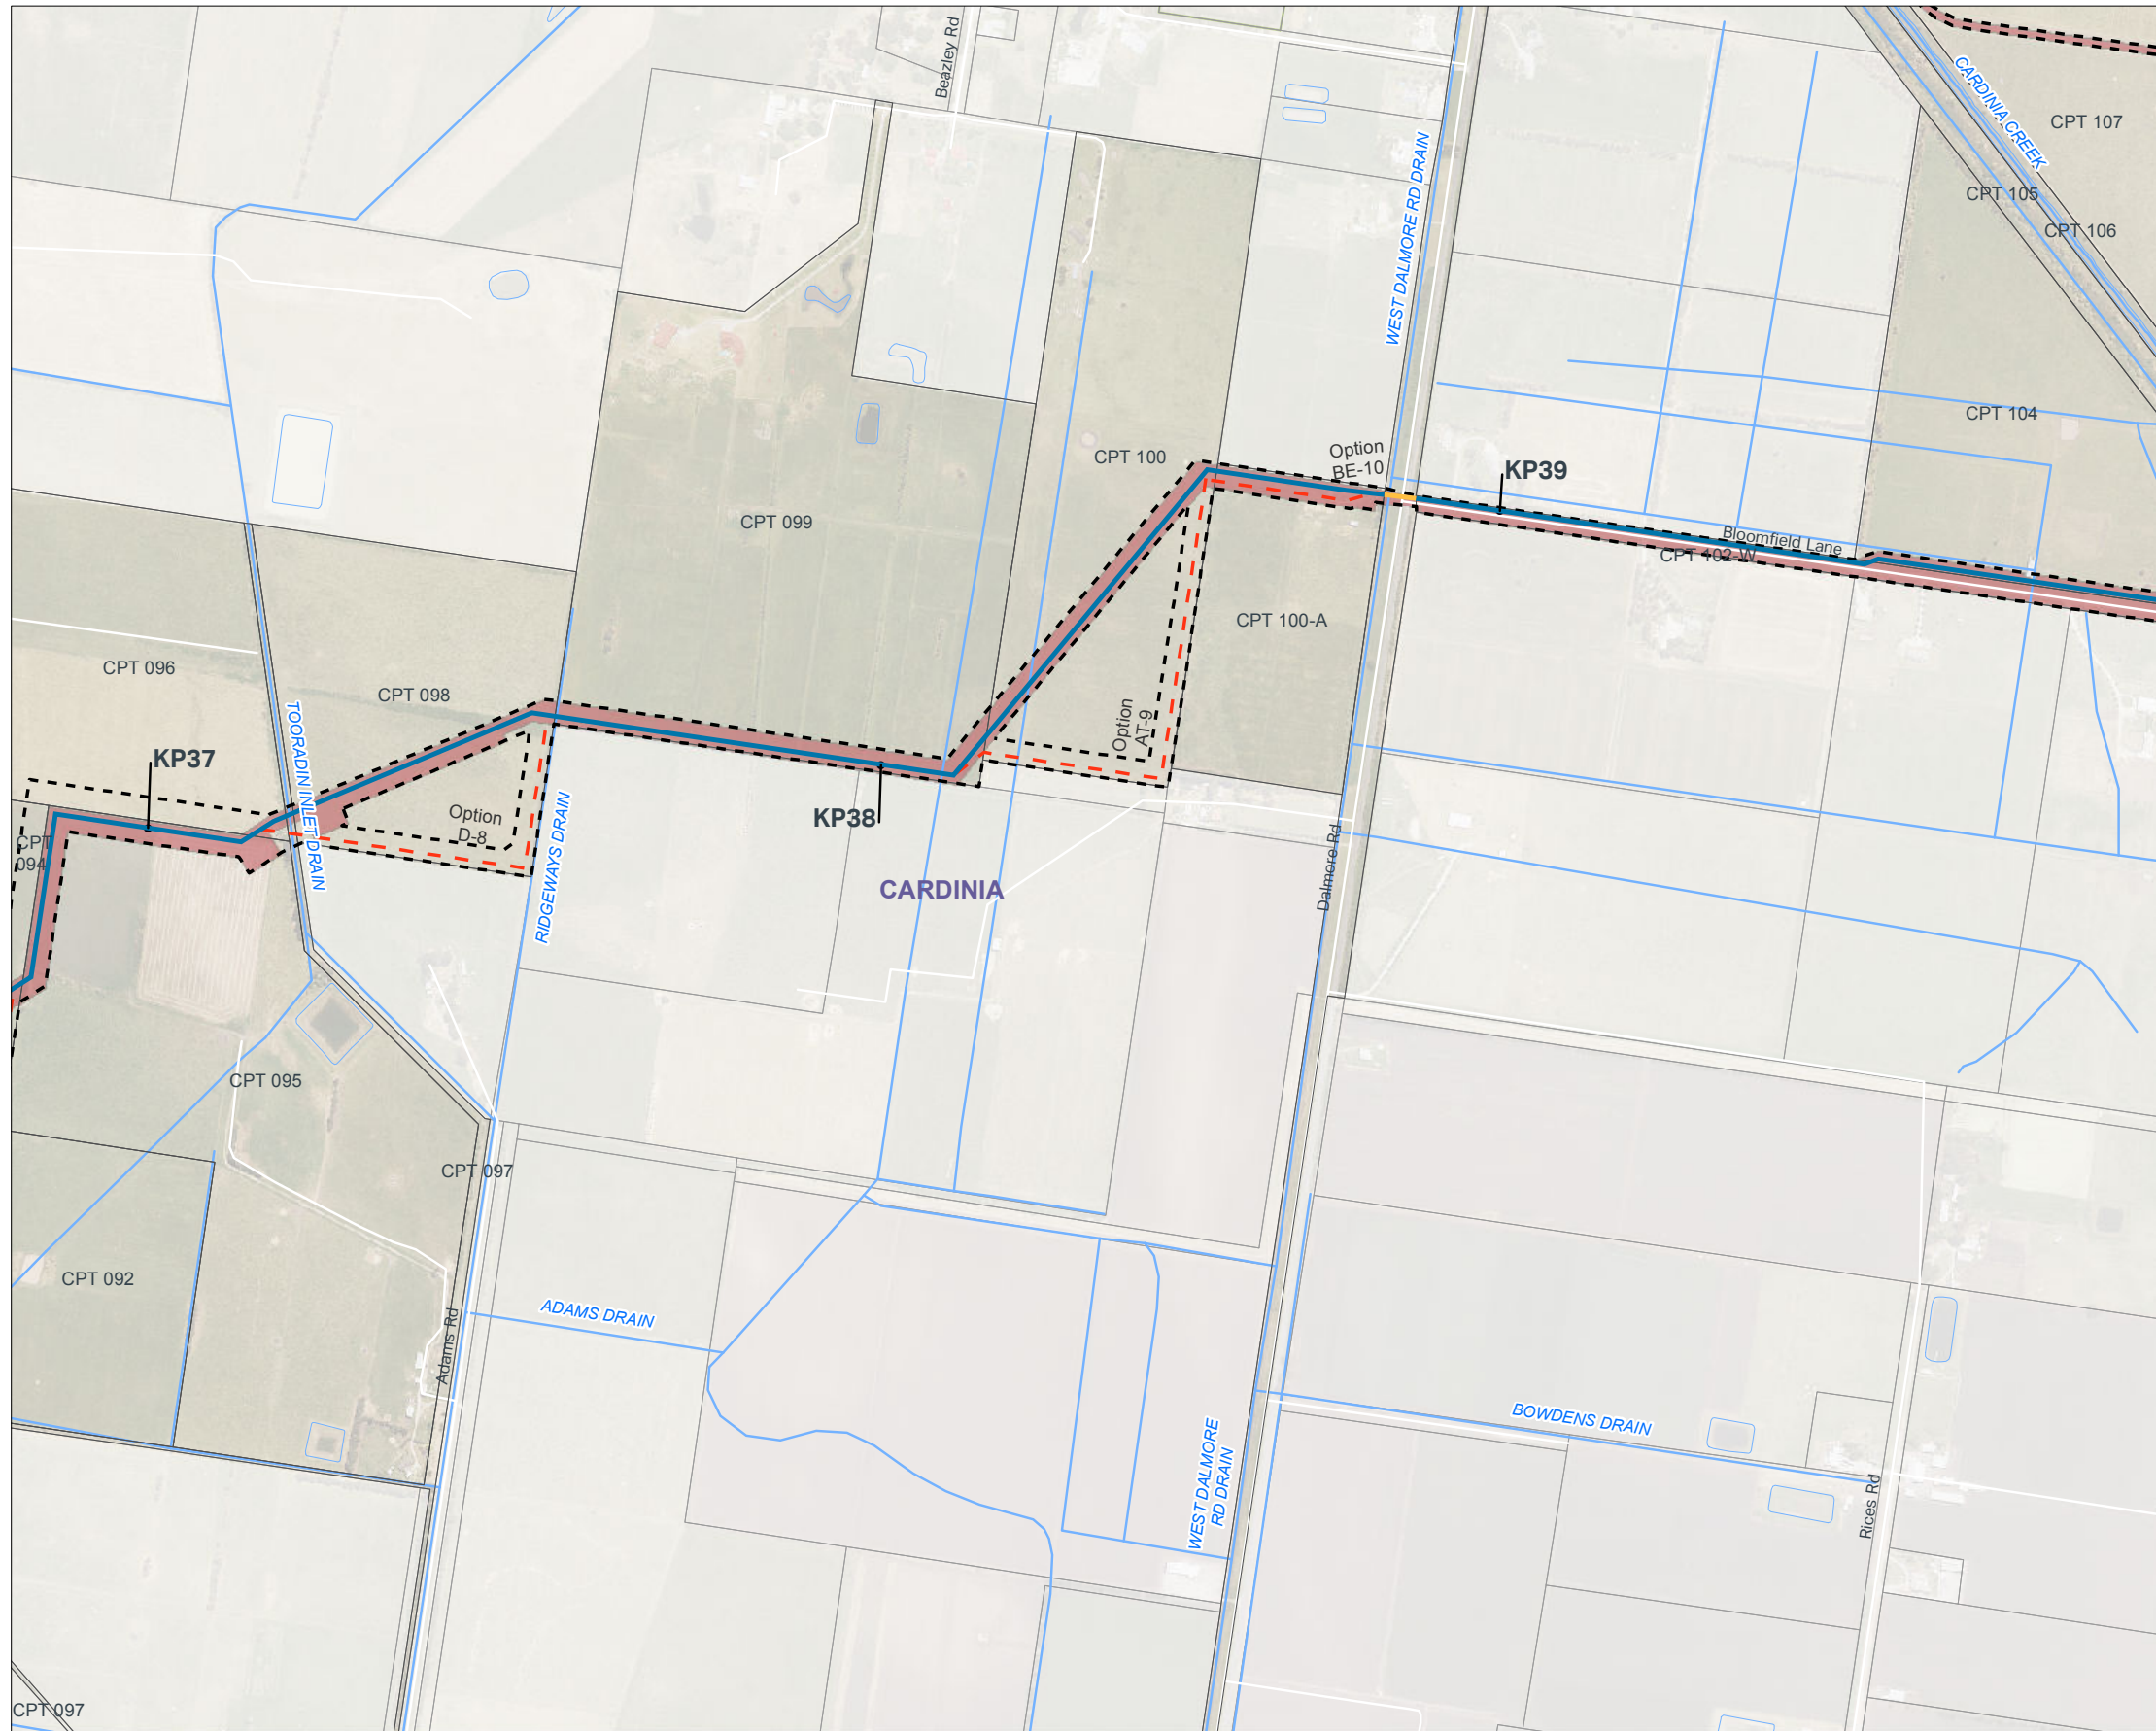 Beazley Rd
CARDINIA CREEK
CPT 107
CPT 105
CPT 106
WEST DALMORE RD DRAIN
CPT 104
Option
BE-10
CPT 100
KP39
CPT 099
Bloomfield Lane
CPT 102-W
CPT 100-A
CPT 096
CPT 098
TOORADIN INLET DRAIN
Option
AT-9
KP37
Option
D-8
KP38
CPT
094
RIDGEWAYS DRAIN
Dalmore Rd
CARDINIA
CPT 095
CPT 097
CPT 092
ADAMS DRAIN
Adams Rd
BOWDENS DRAIN
WEST DALMORE
RD DRAIN
Rices Rd
CPT 097